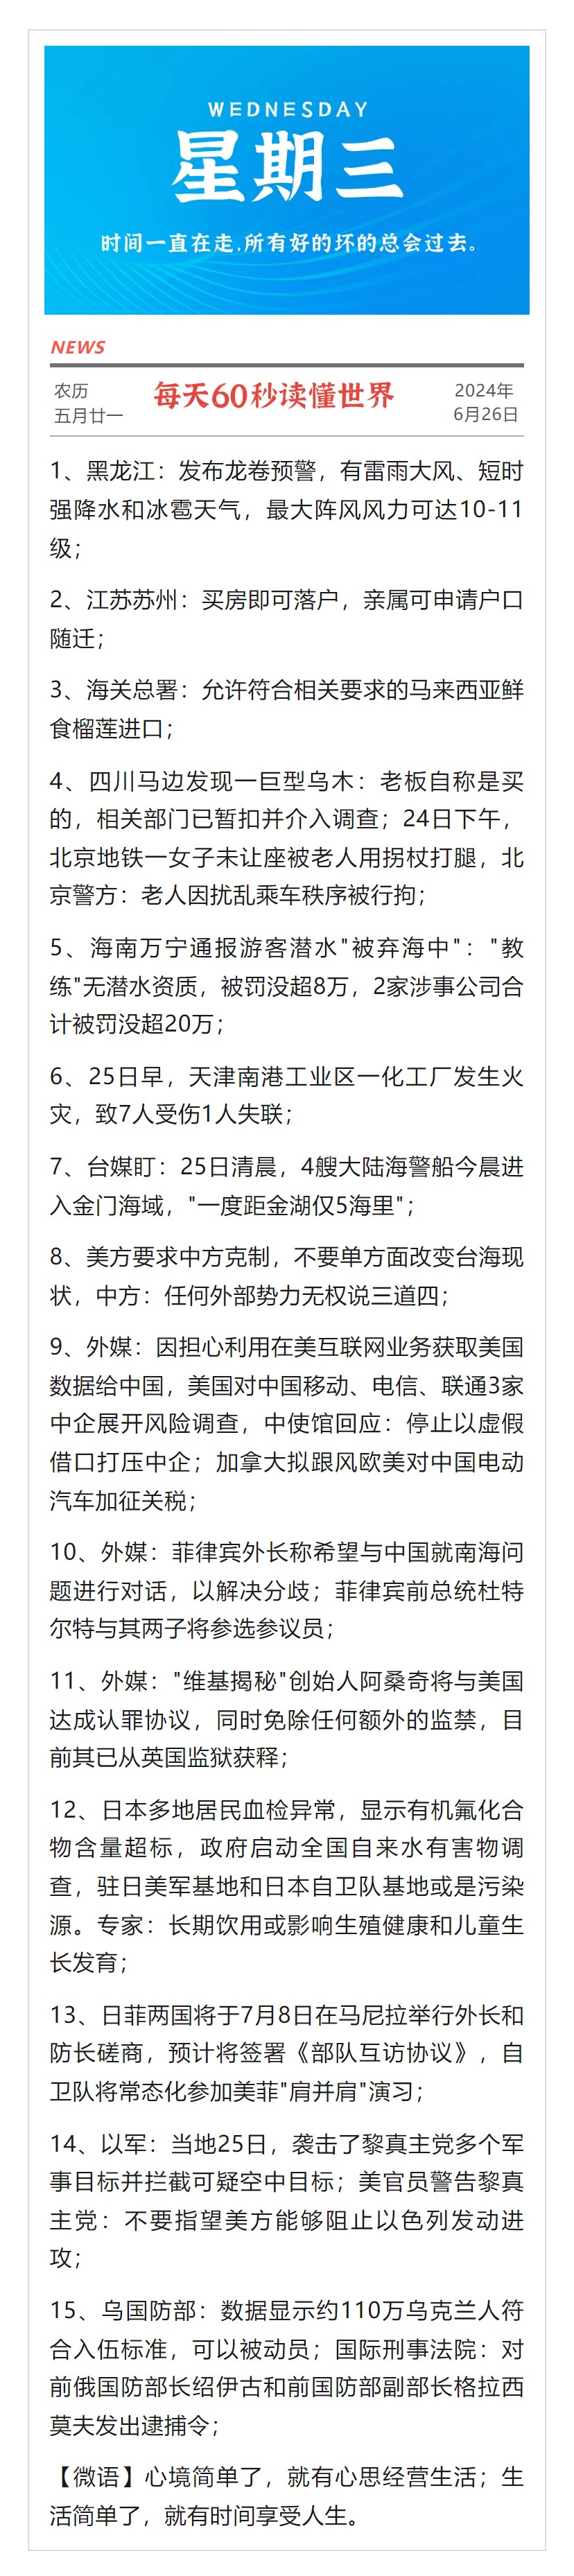 WEDNESDAY
星期三
时间一直在走,所有好的坏的总会过去。
NEWS
农历
五月廿一
每天60秒读懂世界
2024年
6月26日
1、黑龙江：发布龙卷预警，有雷雨大风、短时
强降水和冰雹天气，最大阵风风力可达10-11
级；
2、江苏苏州：买房即可落户，亲属可申请户口
随迁；
3、海关总署：允许符合相关要求的马来西亚鲜
食榴莲进口；
4、四川马边发现一巨型乌木：老板自称是买
的，相关部门已暂扣并介入调查；24日下午，
北京地铁一女子未让座被老人用拐杖打腿，北
京警方：老人因扰乱乘车秩序被行拘；
5、海南万宁通报游客潜水"被弃海中"："教
练"无潜水资质，被罚没超8万，2家涉事公司合
计被罚没超20万；
6、25日早，天津南港工业区一化工厂发生火
灾，致7人受伤1人失联；
7、台媒盯：25日清晨，4艘大陆海警船今晨进
入金门海域，"一度距金湖仅5海里"；
8、美方要求中方克制，不要单方面改变台海现
状，中方：任何外部势力无权说三道四；
9、外媒：因担心利用在美互联网业务获取美国
数据给中国，美国对中国移动、电信、联通3家
中企展开风险调查，中使馆回应：停止以虚假
借口打压中企；加拿大拟跟风欧美对中国电动
汽车加征关税；
10、外媒：菲律宾外长称希望与中国就南海问
题进行对话，以解决分歧；菲律宾前总统杜特
尔特与其两子将参选参议员；
11、外媒："维基揭秘"创始人阿桑奇将与美国
达成认罪协议，同时免除任何额外的监禁，目
前其已从英国监狱获释；
12、日本多地居民血检异常，显示有机氟化合
物含量超标，政府启动全国自来水有害物调
查，驻日美军基地和日本自卫队基地或是污染
源。专家：长期饮用或影响生殖健康和儿童生
长发育；
13、日菲两国将于7月8日在马尼拉举行外长和
防长磋商，预计将签署《部队互访协议》，自
卫队将常态化参加美菲"肩并肩"演习；
14、以军：当地25日，袭击了黎真主党多个军
事目标并拦截可疑空中目标；美官员警告黎真
主党：不要指望美方能够阻止以色列发动进
攻；
15、乌国防部：数据显示约110万乌克兰人符
合入伍标准，可以被动员；国际刑事法院：对
前俄国防部长绍伊古和前国防部副部长格拉西
莫夫发出逮捕令；
【微语】心境简单了，就有心思经营生活；生
活简单了，就有时间享受人生。